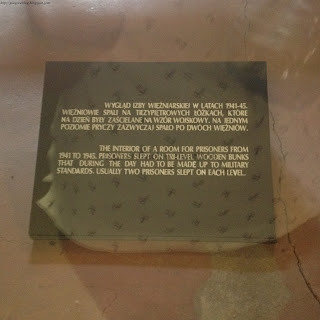 WYGLĄD IZBY WIĘŹNIARSKIEJ W LATACH 1941-45.
WIĘŹNIOWIE SPALI NA TRZYPIĘTROWYCH ŁÓŻKACH, KTÓRE
NA DZIEŃ BYŁY ZAŚCIELANE NA WZÓR WOJSKOWY. NA JEDNYM
POZIOMIE PRYCZY ZAZWYCZAJ SPAŁO PO DWÓCH WIĘŹNIÓW.
THE INTERIOR OF A ROOM FOR PRISONERS FROM
1941 TO 1945. PRISONERS SLEPT ON TRI-LEVEL WOODEN BUNKS
THAT DURING THE DAY HAD TO BE MADE UP TO MILITARY
STANDARDS. USUALLY TWO PRISONERS SLEPT ON EACH LEVEL.